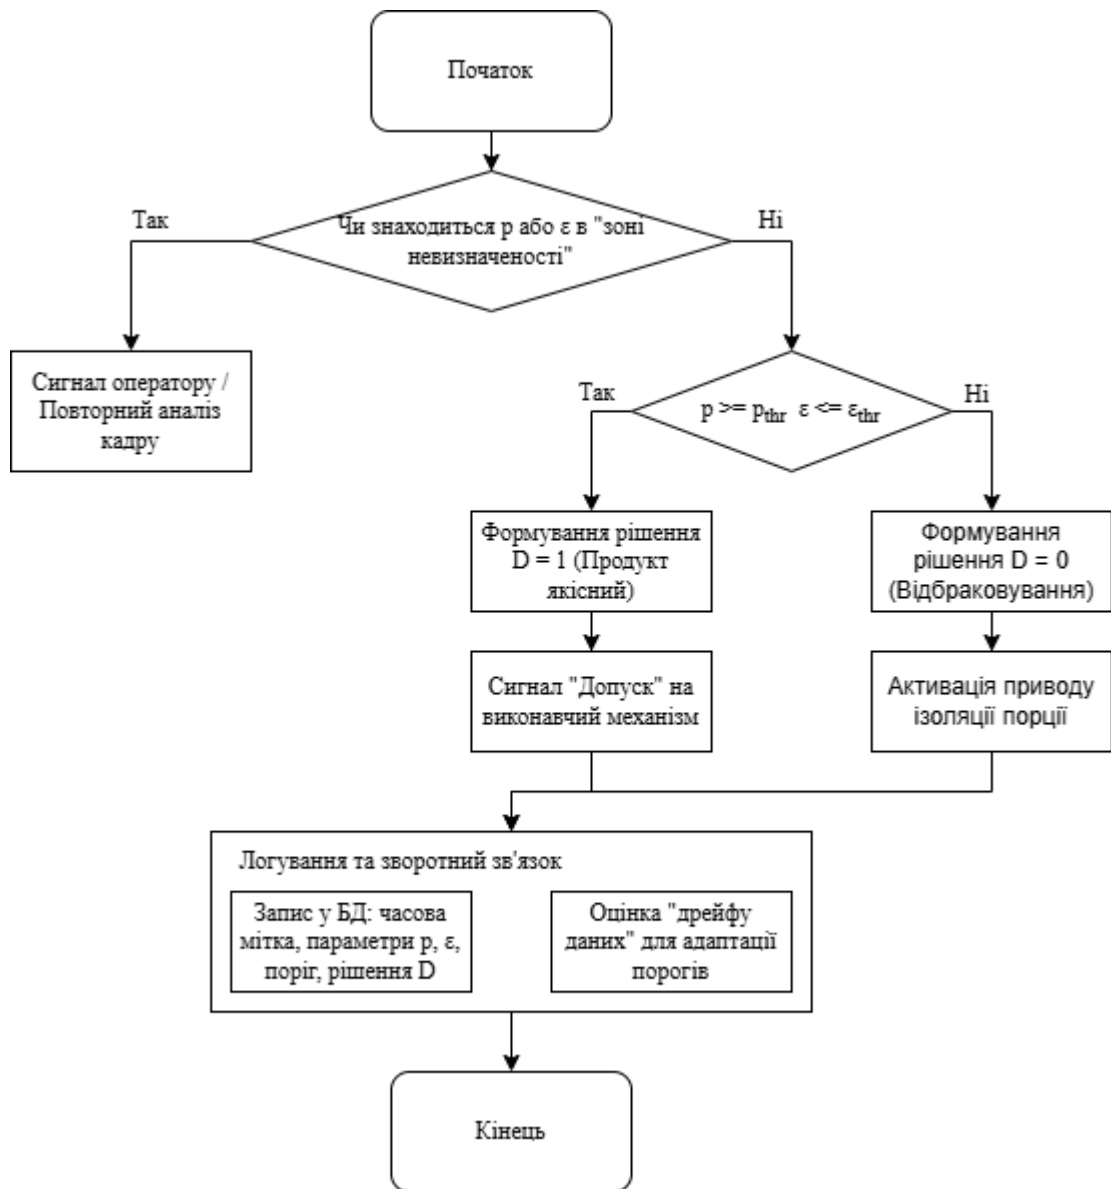 Початок
Так
Чи знаходиться p або ε в "зоні
невизначеності"
Ні
Сигнал оператору /
Повторний аналіз
кадру
Так
p >= pthr ε <= εthr
Ні
Формування рішення
D = 1 (Продукт
якісний)
Формування
рішення D = 0
(Відбраковування)
Сигнал "Допуск" на
виконавчий механізм
Активація приводу
ізоляції порції
Логування та зворотний зв'язок
Запис у БД: часова
мітка, параметри p, ε,
поріг, рішення D
Оцінка "дрейфу
даних" для адаптації
порогів
Кінець